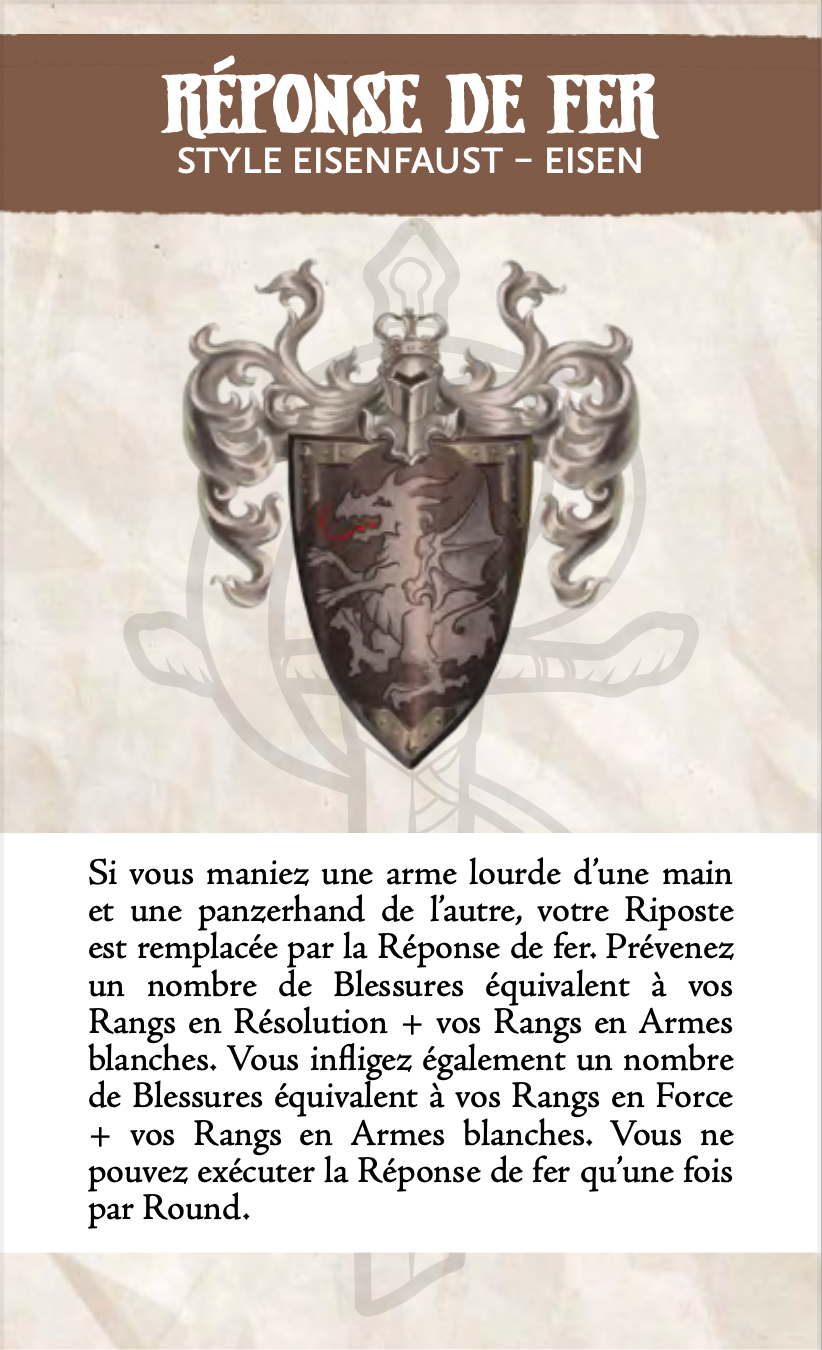 RÉPONSE DE FER
STYLE EISENFAUST – EISEN
Si vous maniez une arme lourde d’une main
et une panzerhand de l’autre, votre Riposte
est remplacée par la Réponse de fer. Prévenez
un nombre de Blessures équivalent à vos
Rangs en Résolution + vos Rangs en Armes
blanches. Vous infligez également un nombre
de Blessures équivalent à vos Rangs en Force
+ vos Rangs en Armes blanches. Vous ne
pouvez exécuter la Réponse de fer qu’une fois
par Round.